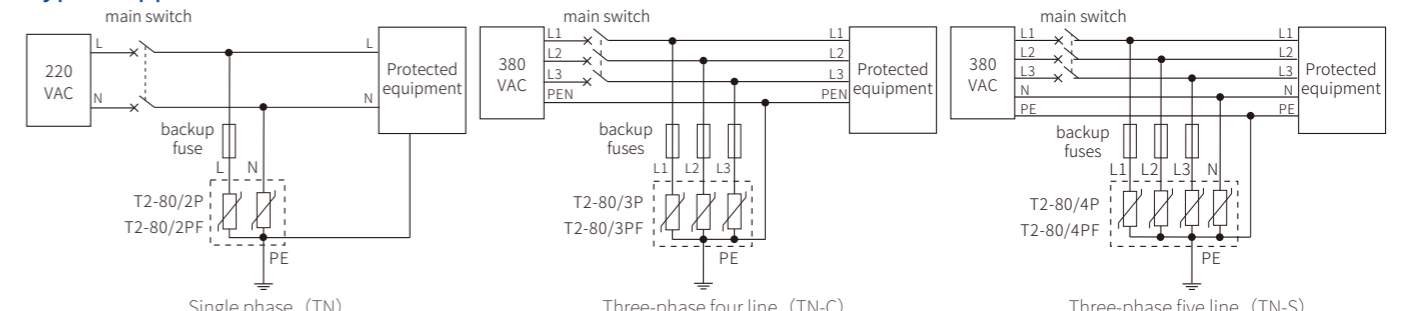 main switch
L
L
220
VAC
Protected
equipment
N
N
backup
fuse
L
N
T2-80/2P
T2-80/2PF
PE
Single phase（TN）
main switch
L1
L1
L2
L2
380
VAC
Protected
equipment
L3
L3
PEN
PEN
backup
fuses
L1
L2
L3
T2-80/3P
T2-80/3PF
PE
Three-phase four line（TN-C）
main switch
L1
L1
L2
L2
380
VAC
Protected
equipment
L3
L3
N
N
PE
PE
backup
fuses
L1
L2
L3
N
T2-80/4P
T2-80/4PF
PE
Three-phase five line（TN-S）